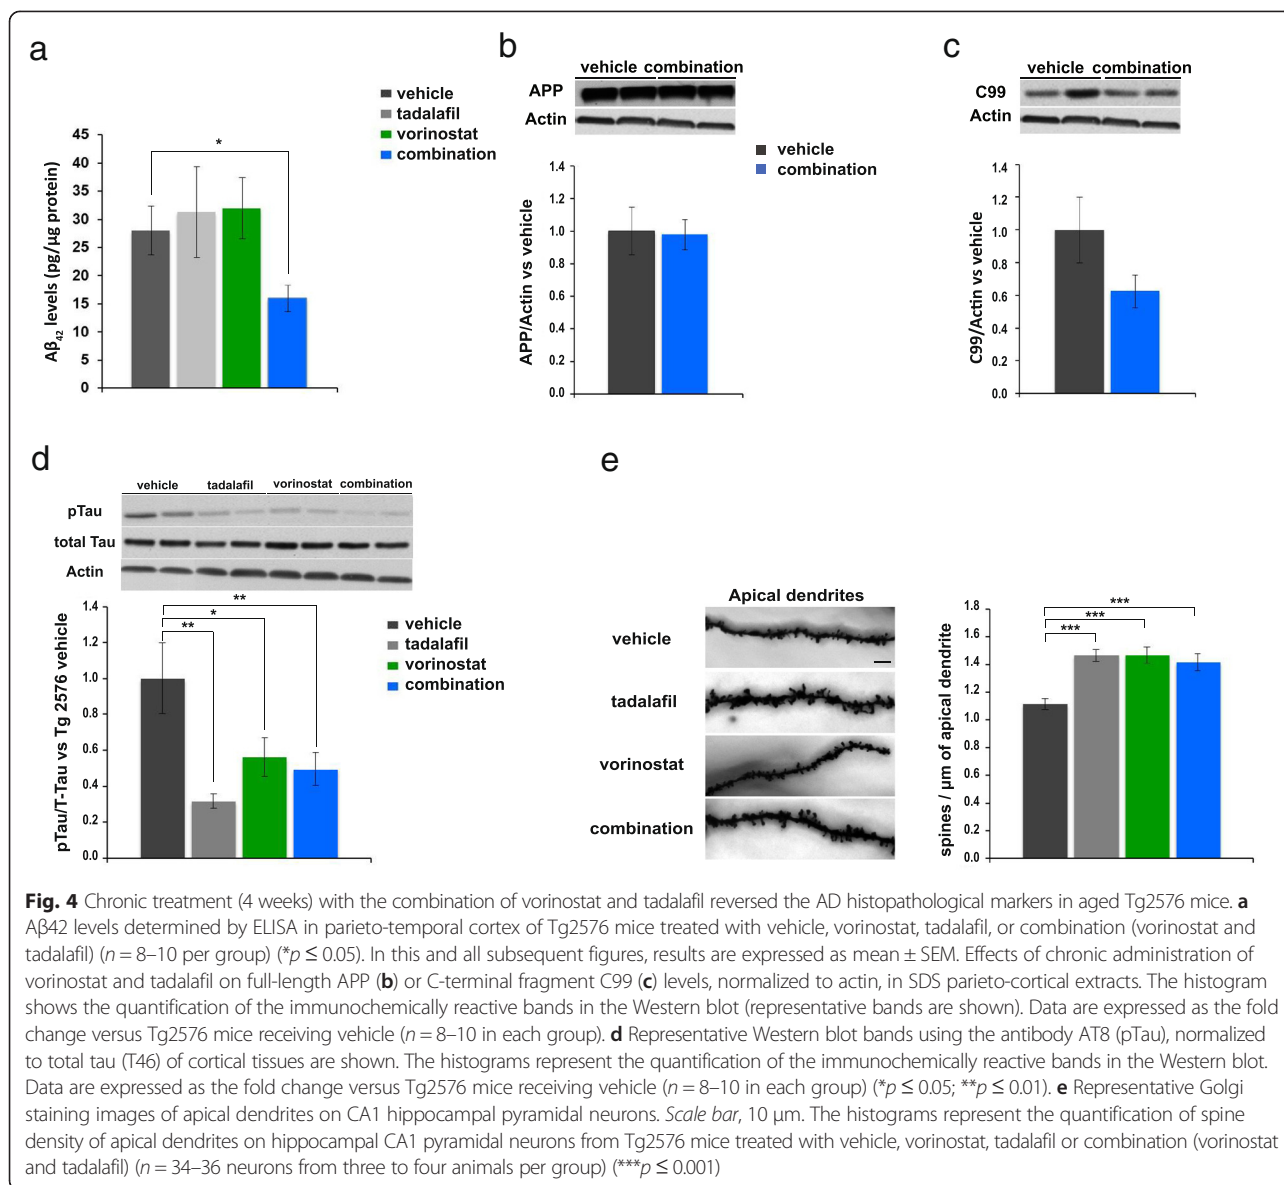 a
vehicle
tadalafil
vorinostat
combination
45
40
35
30
25
20
15
10
5
0
Aβ42 levels (pg/μg protein)
*
b
vehicle combination
APP
Actin
vehicle
combination
1.4
1.2
1.0
0.8
0.6
0.4
0.2
0.0
APP/Actin vs vehicle
c
vehicle combination
C99
Actin
1.4
1.2
1.0
0.8
0.6
0.4
0.2
0.0
C99/Actin vs vehicle
d
vehicle tadalafil vorinostat combination
pTau
total Tau
Actin
1.4
1.2
1.0
0.8
0.6
0.4
0.2
0.0
pTau/T-Tau vs Tg 2576 vehicle
**
*
**
vehicle
tadalafil
vorinostat
combination
e
Apical dendrites
vehicle
tadalafil
vorinostat
combination
1.8
1.6
1.4
1.2
1.0
0.8
0.6
0.4
0.2
0.0
spines / μm of apical dendrite
***
***
***
Fig. 4 Chronic treatment (4 weeks) with the combination of vorinostat and tadalafil reversed the AD histopathological markers in aged Tg2576 mice. a
Aβ42 levels determined by ELISA in parieto-temporal cortex of Tg2576 mice treated with vehicle, vorinostat, tadalafil, or combination (vorinostat and
tadalafil) (n = 8–10 per group) (*p ≤ 0.05). In this and all subsequent figures, results are expressed as mean ± SEM. Effects of chronic administration of
vorinostat and tadalafil on full-length APP (b) or C-terminal fragment C99 (c) levels, normalized to actin, in SDS parieto-cortical extracts. The histogram
shows the quantification of the immunochemically reactive bands in the Western blot (representative bands are shown). Data are expressed as the fold
change versus Tg2576 mice receiving vehicle (n = 8–10 in each group). d Representative Western blot bands using the antibody AT8 (pTau), normalized
to total tau (T46) of cortical tissues are shown. The histograms represent the quantification of the immunochemically reactive bands in the Western blot.
Data are expressed as the fold change versus Tg2576 mice receiving vehicle (n = 8–10 in each group) (*p ≤ 0.05; **p ≤ 0.01). e Representative Golgi
staining images of apical dendrites on CA1 hippocampal pyramidal neurons. Scale bar, 10 μm. The histograms represent the quantification of spine
density of apical dendrites on hippocampal CA1 pyramidal neurons from Tg2576 mice treated with vehicle, vorinostat, tadalafil or combination (vorinostat
and tadalafil) (n = 34–36 neurons from three to four animals per group) (***p ≤ 0.001)